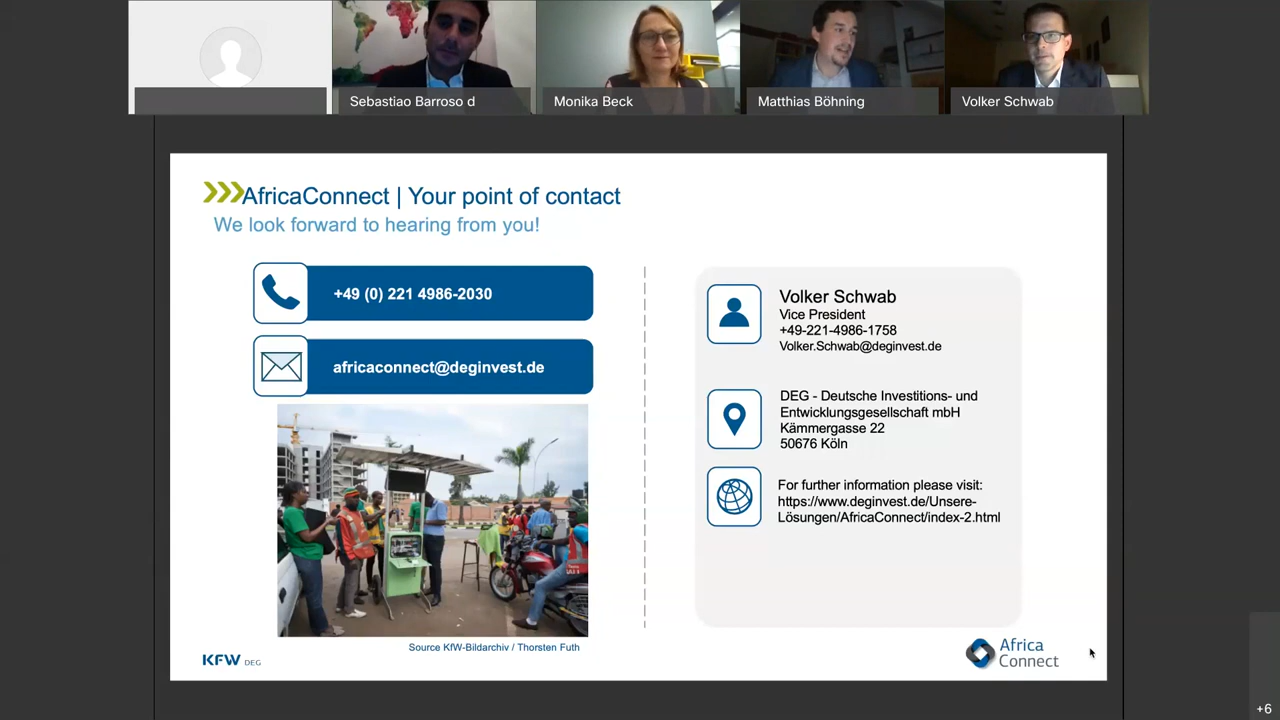 Sebastiao Barroso d
Monika Beck
Matthias Böhning
Volker Schwab
AfricaConnect | Your point of contact
We look forward to hearing from you!
+49 (0) 221 4986-2030
africaconnect@deginvest.de
Source KfW-Bildarchiv / Thorsten Futh
KFW DEG
Volker Schwab
Vice President
+49-221-4986-1758
Volker.Schwab@deginvest.de
DEG - Deutsche Investitions- und
Entwicklungsgesellschaft mbH
Kämmergasse 22
50676 Köln
For further information please visit:
https://www.deginvest.de/Unsere-
Lösungen/AfricaConnect/index-2.html
Africa
Connect
+6